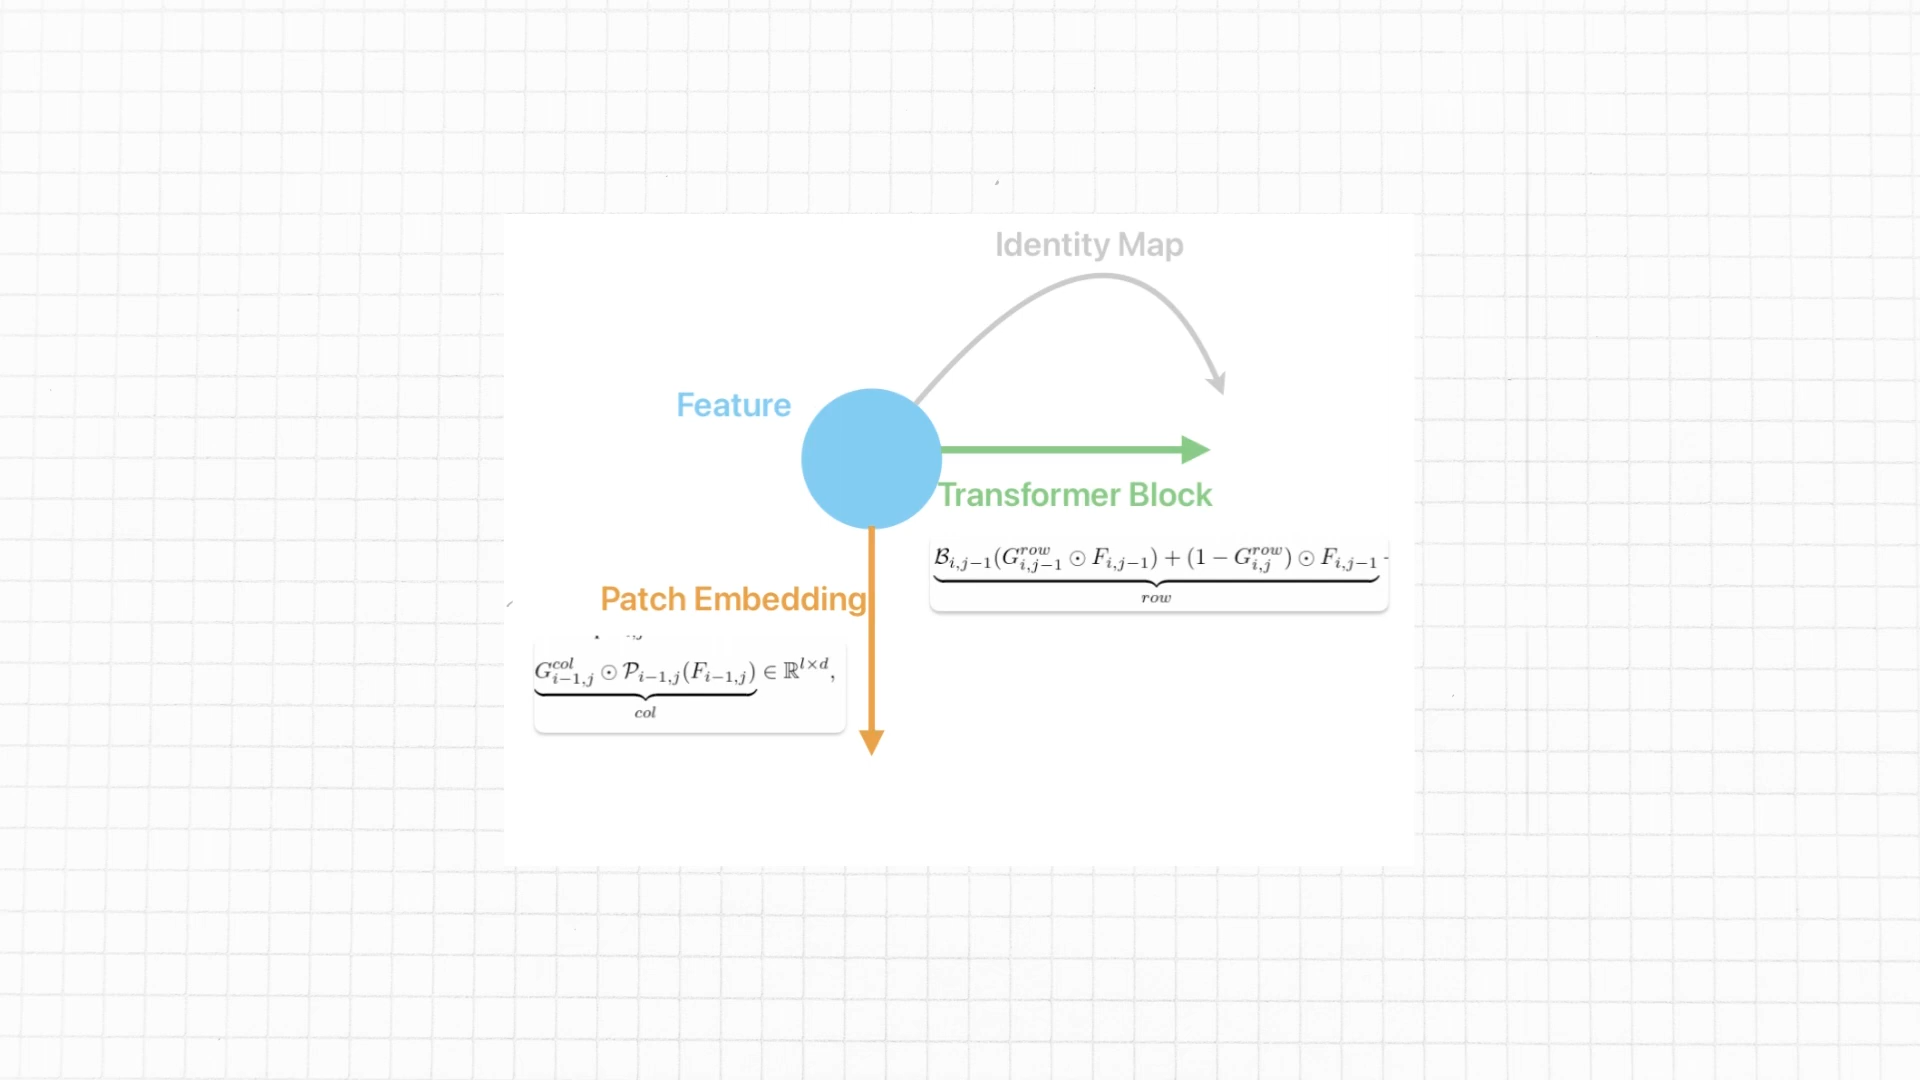 Identity Map
Feature
Transformer Block
$\mathcal{B}_{i,j-1}(G^{row}_{i,j-1} \odot F_{i,j-1}) + (1 - G^{row}_{i,j}) \odot F_{i,j-1}$
row
Patch Embedding
$G^{col}_{i-1,j} \odot \mathcal{P}_{i-1,j}(F_{i-1,j}) \in \mathbb{R}^{l \times d},$
col